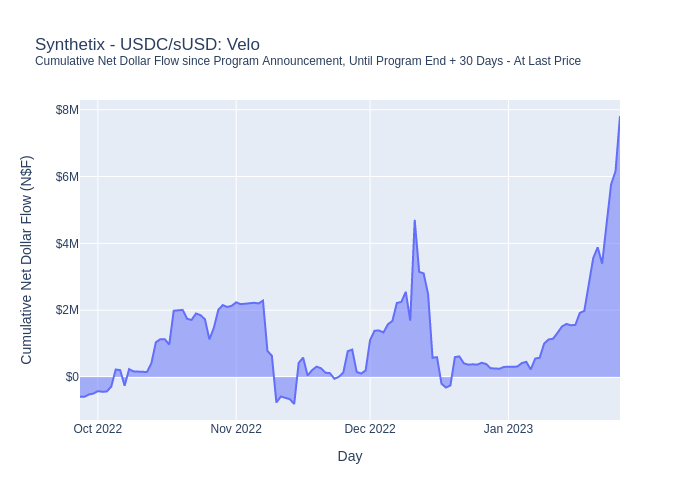 Synthetix - USDC/sUSD: Velo
Cumulative Net Dollar Flow since Program Announcement, Until Program End + 30 Days - At Last Price
Cumulative Net Dollar Flow (N$F)
$8M
$6M
$4M
$2M
$0
Oct 2022
Nov 2022
Dec 2022
Jan 2023
Day